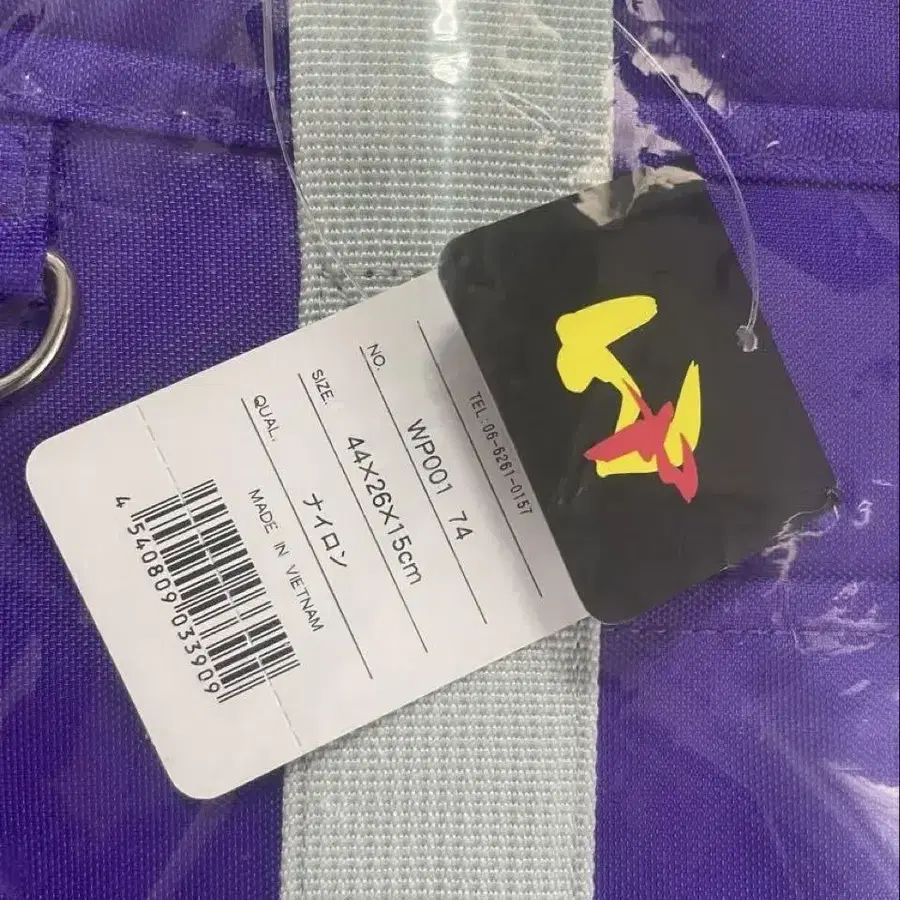 TEL:06-6261-0157
NO. WP001 74
SIZE. 44×26×15cm
QUAL. ナイロン
MADE IN VIETNAM
4 540809 033909